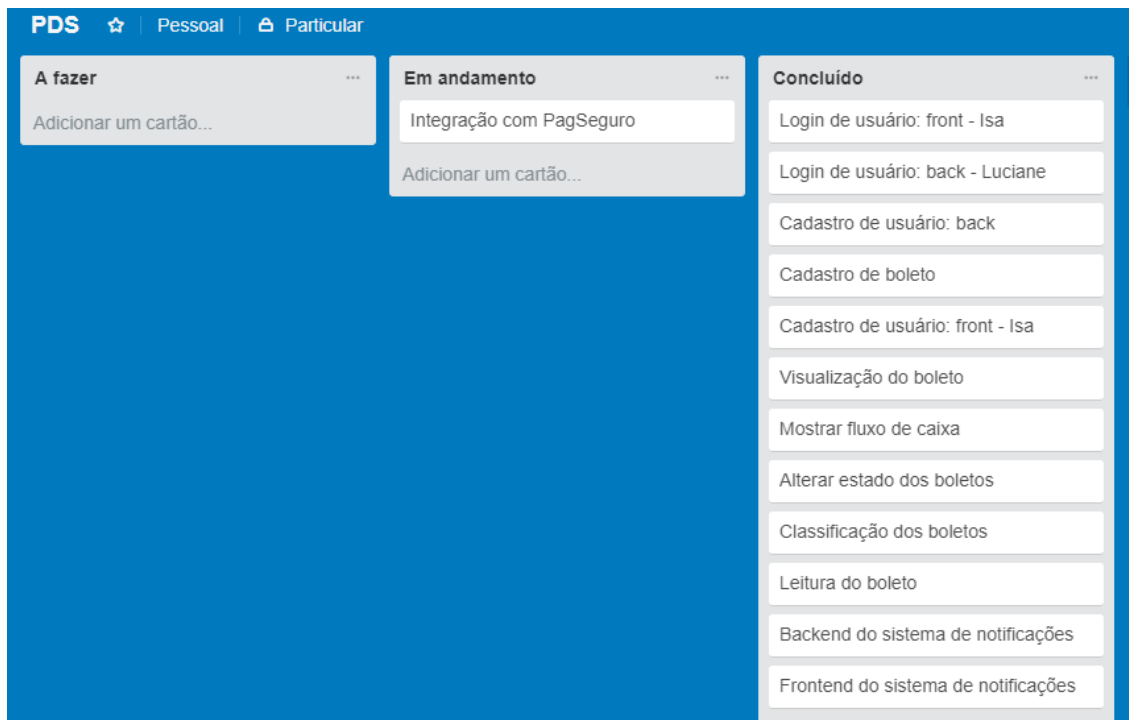 PDS Pessoal Particular
A fazer
Adicionar um cartão...
Em andamento
Integração com PagSeguro
Adicionar um cartão...
Concluído
Login de usuário: front - Isa
Login de usuário: back - Luciane
Cadastro de usuário: back
Cadastro de boleto
Cadastro de usuário: front - Isa
Visualização do boleto
Mostrar fluxo de caixa
Alterar estado dos boletos
Classificação dos boletos
Leitura do boleto
Backend do sistema de notificações
Frontend do sistema de notificações